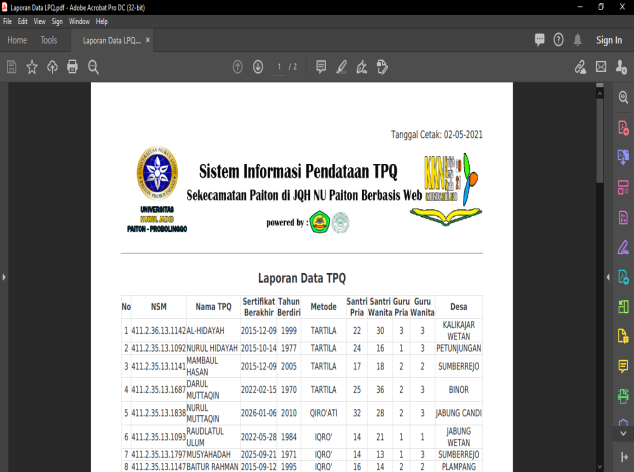 Laporan Data LPQ.pdf - Adobe Acrobat Pro DC (32-bit)
File Edit View Sign Window Help
Home Tools Laporan Data LPQ.... × Sign In
1 / 2
Tanggal Cetak: 02-05-2021
Sistem Informasi Pendataan TPQ
Sekecamatan Paiton di JQH NU Paiton Berbasis Web
UNIVERSITAS
NURUL JADID
PAITON - PROBOLINGGO
powered by :
KKN
Laporan Data TPQ
No NSM Nama TPQ Sertifikat Berakhir Tahun Berdiri Metode Santri Pria Santri Wanita Guru Pria Guru Wanita Desa
1 411.2.36.13.1142 AL-HIDAYAH 2015-12-09 1999 TARTILA 22 30 3 3 KALIKAJAR WETAN
2 411.2.35.13.1092 NURUL HIDAYAH 2015-10-14 1977 TARTILA 24 16 1 3 PETUNJUNGAN
3 411.2.35.13.1141 MAMBAUL HASAN 2015-12-09 2005 TARTILA 17 18 2 2 SUMBERREJO
4 411.2.35.13.1687 DARUL MUTTAQIN 2022-02-15 1970 TARTILA 25 36 2 3 BINOR
5 411.2.35.13.1838 NURUL MUTTAQIN 2026-01-06 2010 QIRO'ATI 32 28 2 3 JABUNG CANDI
6 411.2.35.13.1093 RAUDLATUL ULUM 2022-05-28 1984 IQRO' 14 21 1 1 JABUNG WETAN
7 411.2.35.13.1797 MUSYAHADAH 2025-09-21 1971 IQRO' 14 13 1 3 SUMBERREJO
8 411.2.35.13.1147 BAITUR RAHMAN 2015-09-12 1995 IQRO' 16 14 2 2 PLAMPANG